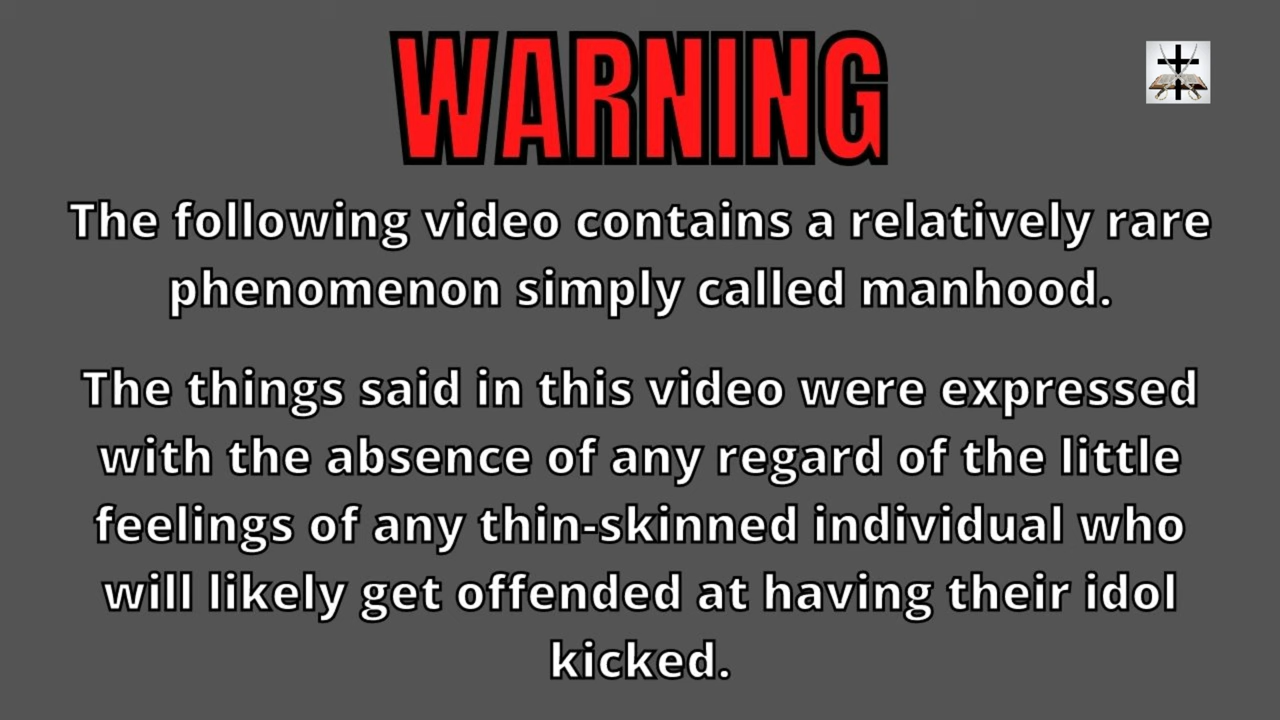 WARNING
The following video contains a relatively rare
phenomenon simply called manhood.
The things said in this video were expressed
with the absence of any regard of the little
feelings of any thin-skinned individual who
will likely get offended at having their idol
kicked.